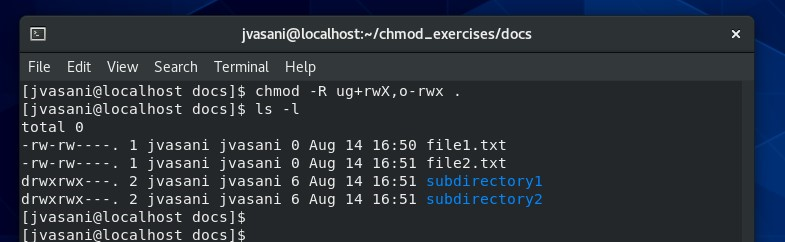 jvasani@localhost:~/chmod_exercises/docs
File Edit View Search Terminal Help
[jvasani@localhost docs]$ chmod -R ug+rwX,o-rwx .
[jvasani@localhost docs]$ ls -l
total 0
-rw-rw----. 1 jvasani jvasani 0 Aug 14 16:50 file1.txt
-rw-rw----. 1 jvasani jvasani 0 Aug 14 16:51 file2.txt
drwxrwx---. 2 jvasani jvasani 6 Aug 14 16:51 subdirectory1
drwxrwx---. 2 jvasani jvasani 6 Aug 14 16:51 subdirectory2
[jvasani@localhost docs]$
[jvasani@localhost docs]$